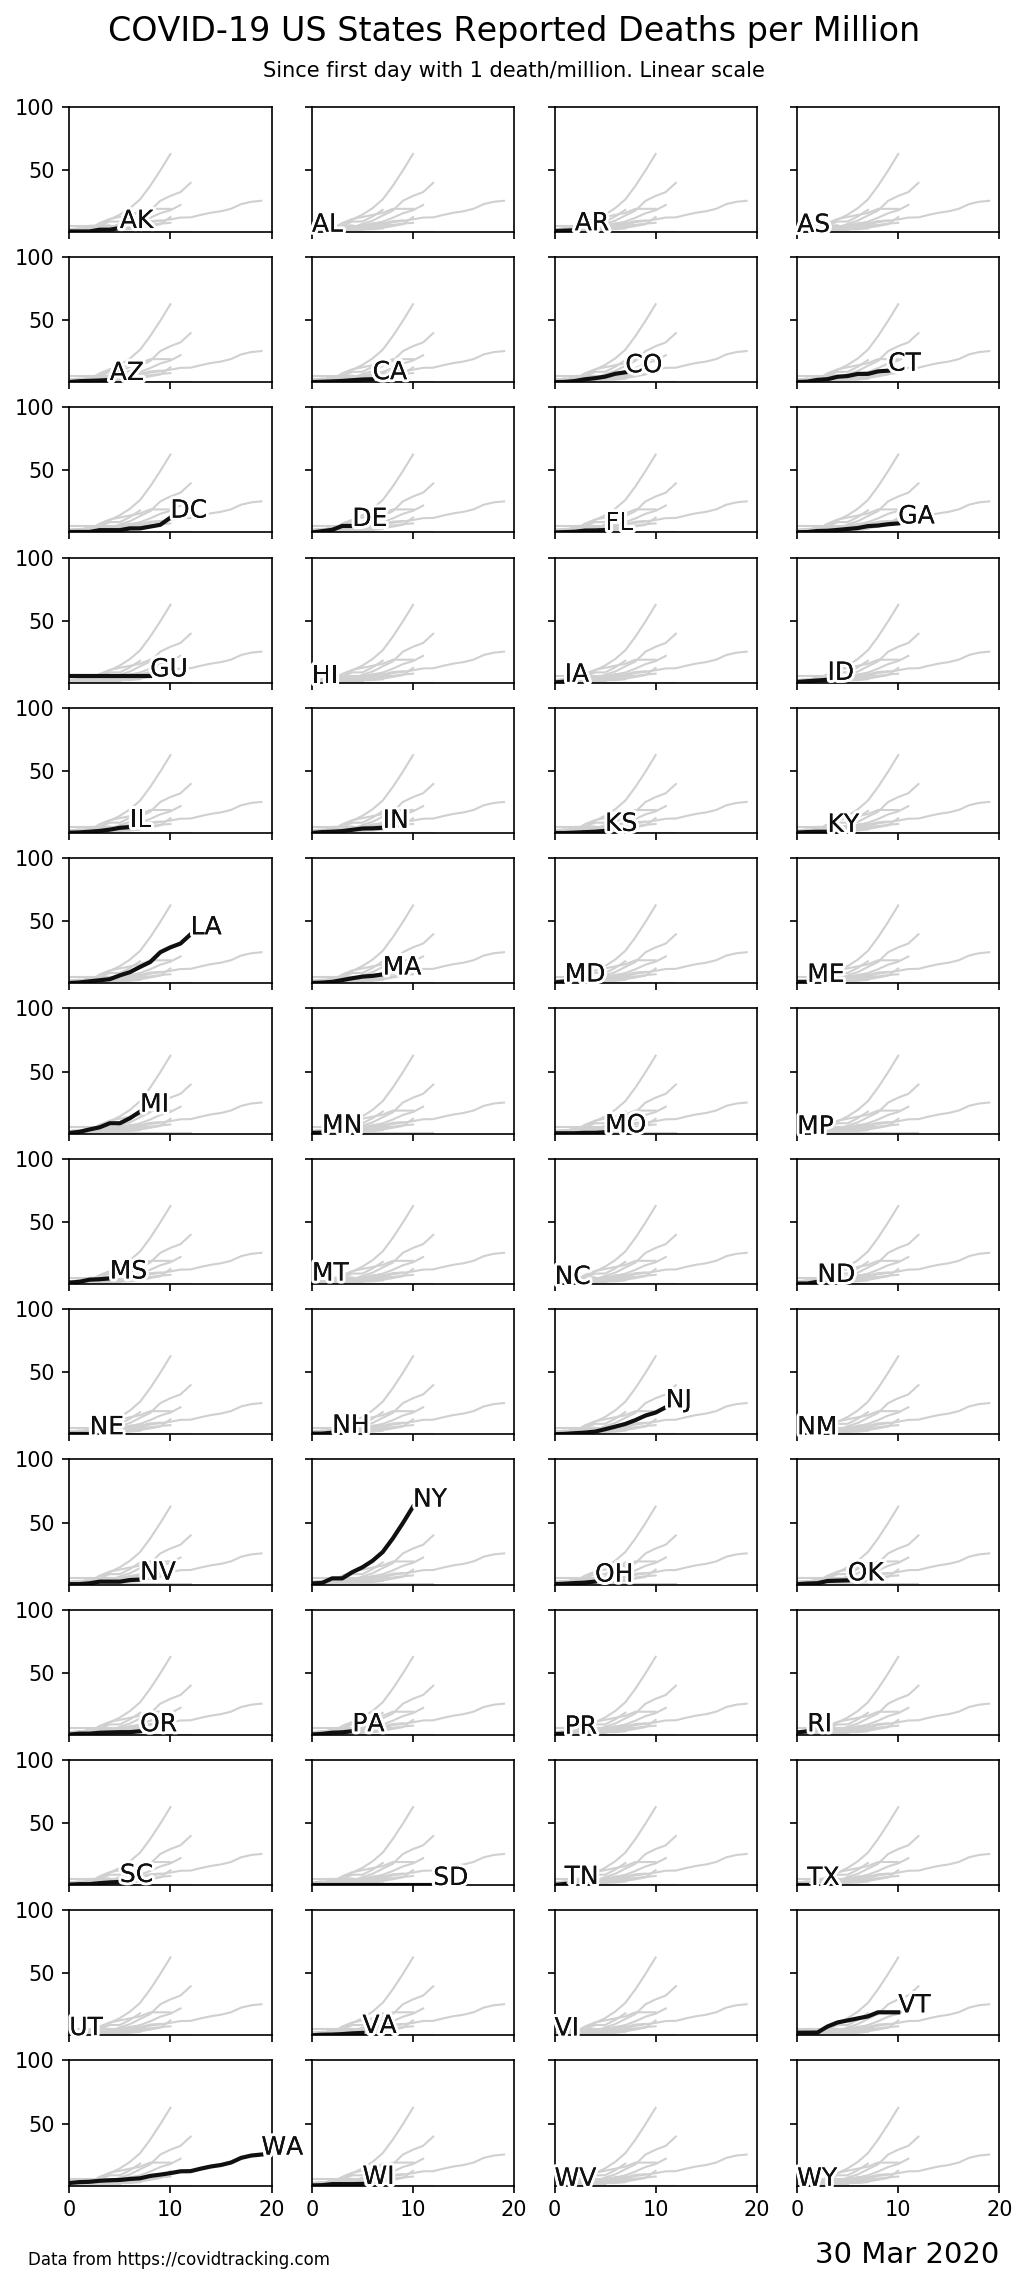 COVID-19 US States Reported Deaths per Million
Since first day with 1 death/million. Linear scale
100
50
AK AL AR AS
100
50
AZ CA CO CT
100
50
DC DE FL GA
100
50
GU HI IA ID
100
50
IL IN KS KY
100
50
LA MA MD ME
100
50
MI MN MO MP
100
50
MS MT NC ND
100
50
NE NH NJ NM
100
50
NV NY OH OK
100
50
OR PA PR RI
100
50
SC SD TN TX
100
50
UT VA VI VT
100
50
WA WI WV WY
0 10 20 0 10 20 0 10 20 0 10 20
Data from https://covidtracking.com
30 Mar 2020